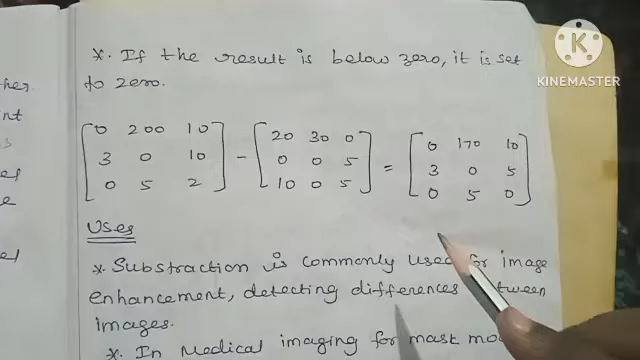 *. If the result is below zero, it is set
to zero.
[0 200 10] [20 30 0] [0 170 10]
[3 0 10] - [0 0 5] = [3 0 5]
[0 5 2] [10 0 5] [0 5 0]
Uses
*. Substraction is commonly used for image
enhancement, detecting differences between
images.
*. In Medical imaging for mask
KINEMASTER